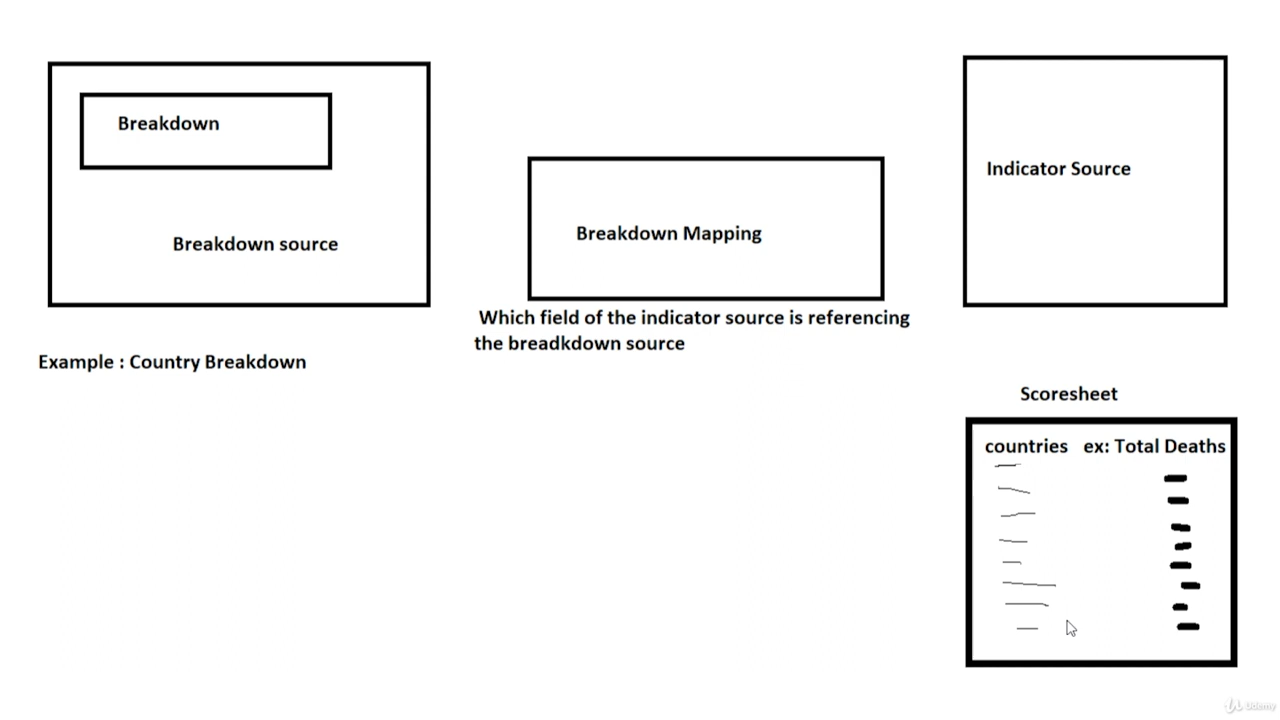 Breakdown
Breakdown source
Example : Country Breakdown
Breakdown Mapping
Which field of the indicator source is referencing
the breadkdown source
Indicator Source
Scoresheet
countries ex: Total Deaths
Udemy